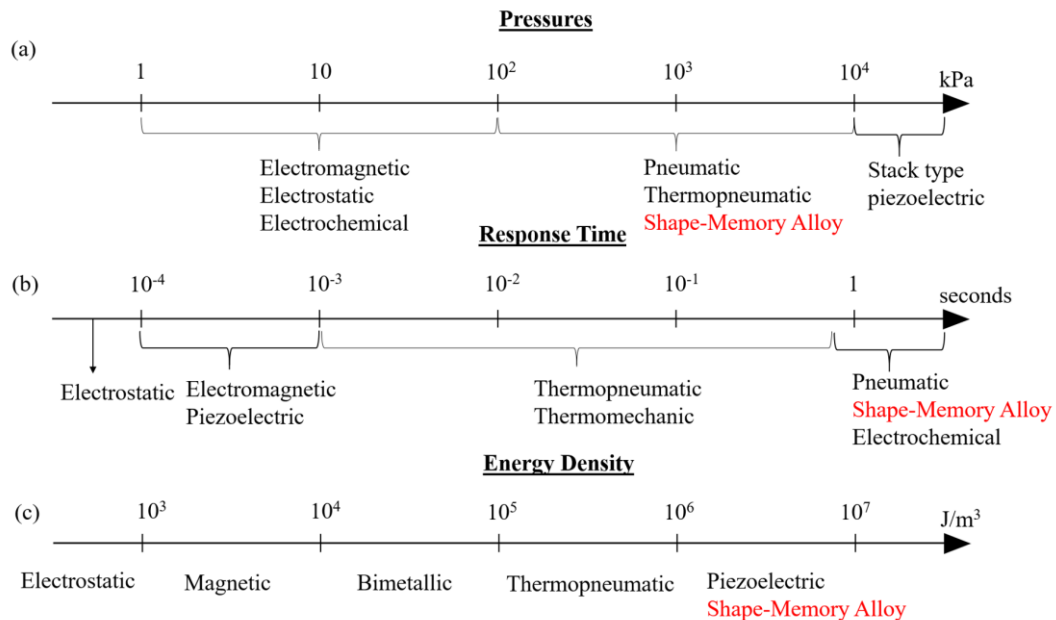 Pressures
(a)
1 10 10² 10³ 10⁴ kPa
Electromagnetic
Electrostatic
Electrochemical
Pneumatic
Thermopneumatic
Shape-Memory Alloy
Stack type
piezoelectric
Response Time
(b)
10⁻⁴ 10⁻³ 10⁻² 10⁻¹ 1 seconds
Electrostatic
Electromagnetic
Piezoelectric
Thermopneumatic
Thermomechanic
Pneumatic
Shape-Memory Alloy
Electrochemical
Energy Density
(c)
10³ 10⁴ 10⁵ 10⁶ 10⁷ J/m³
Electrostatic
Magnetic
Bimetallic
Thermopneumatic
Piezoelectric
Shape-Memory Alloy